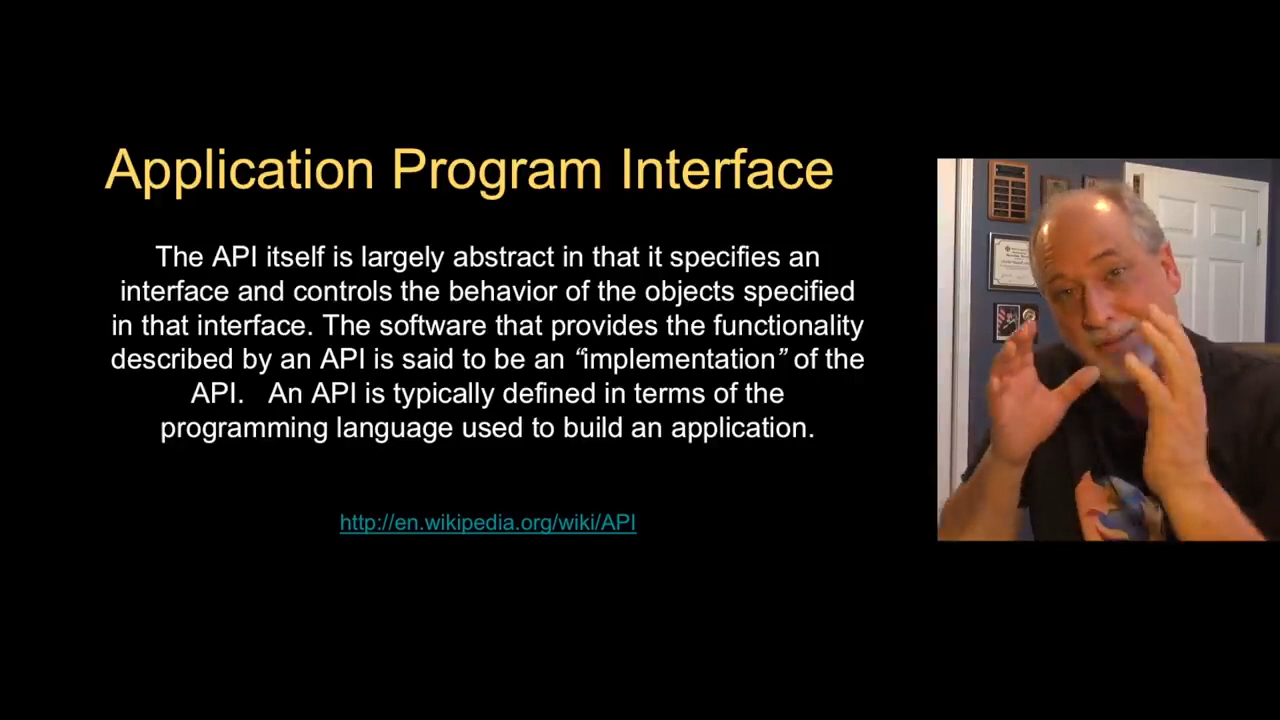 Application Program Interface
The API itself is largely abstract in that it specifies an
interface and controls the behavior of the objects specified
in that interface. The software that provides the functionality
described by an API is said to be an “implementation” of the
API.   An API is typically defined in terms of the
programming language used to build an application.
http://en.wikipedia.org/wiki/API